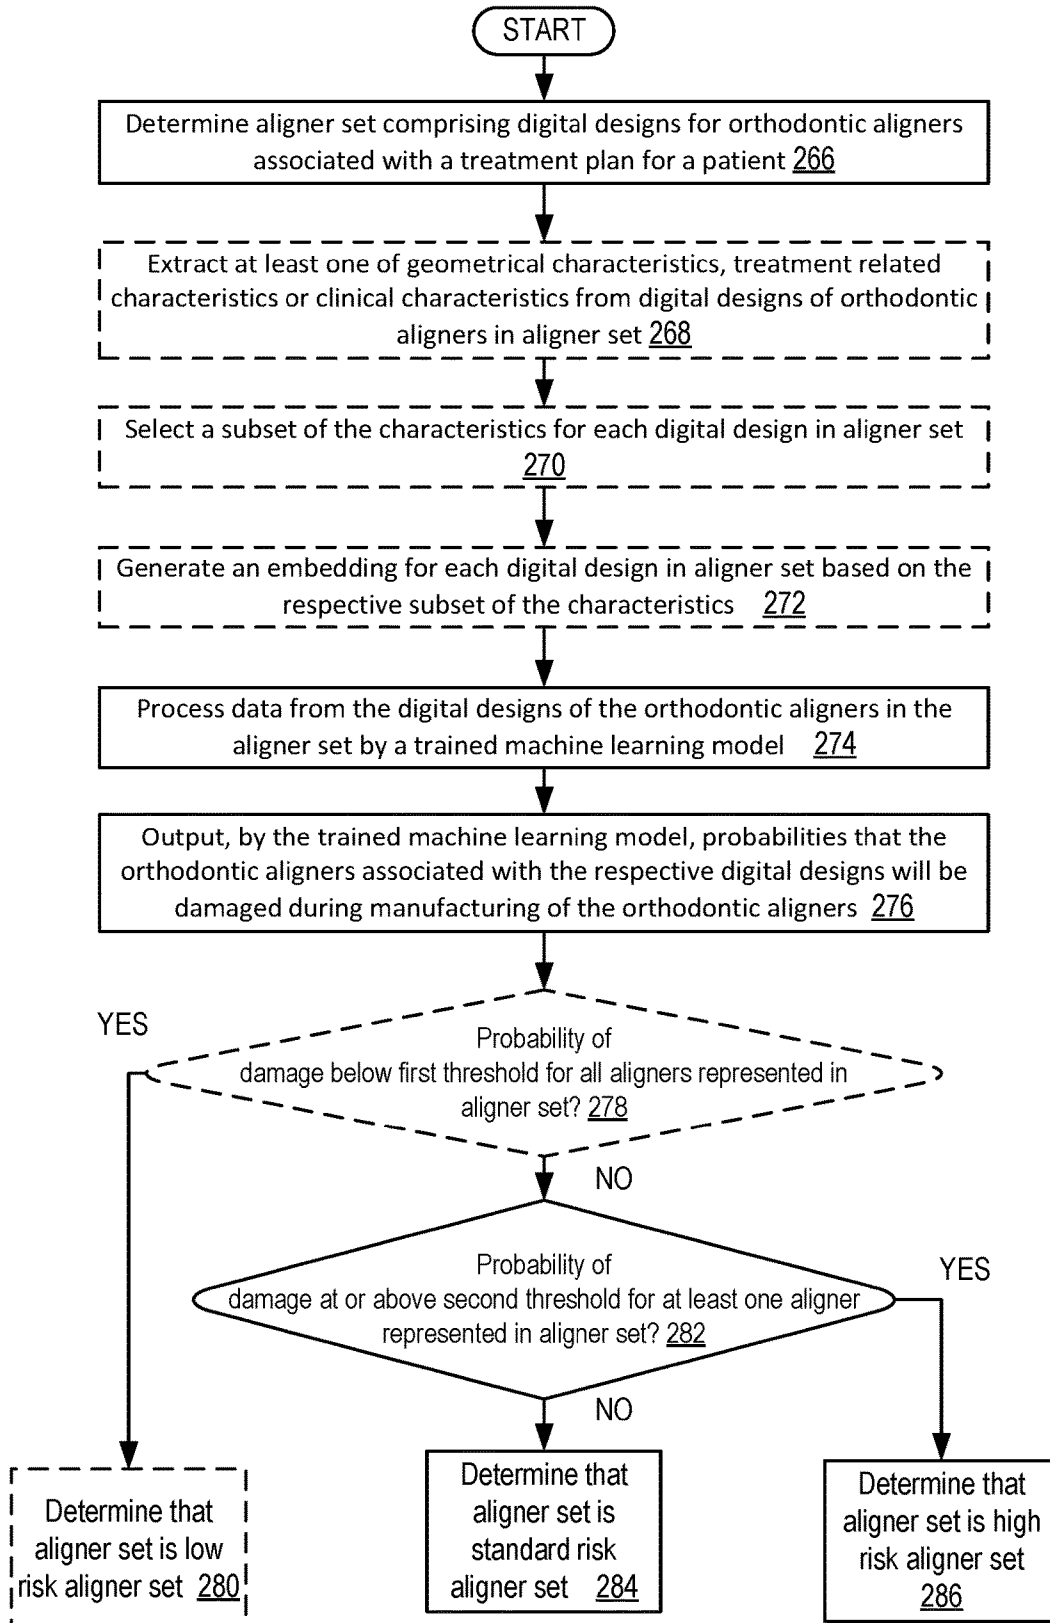 START
Determine aligner set comprising digital designs for orthodontic aligners
associated with a treatment plan for a patient 266
Extract at least one of geometrical characteristics, treatment related
characteristics or clinical characteristics from digital designs of orthodontic
aligners in aligner set 268
Select a subset of the characteristics for each digital design in aligner set
270
Generate an embedding for each digital design in aligner set based on the
respective subset of the characteristics 272
Process data from the digital designs of the orthodontic aligners in the
aligner set by a trained machine learning model 274
Output, by the trained machine learning model, probabilities that the
orthodontic aligners associated with the respective digital designs will be
damaged during manufacturing of the orthodontic aligners 276
YES
Probability of
damage below first threshold for all aligners represented in
aligner set? 278
NO
Probability of
damage at or above second threshold for at least one aligner
represented in aligner set? 282
YES
NO
Determine that
aligner set is low
risk aligner set 280
Determine that
aligner set is
standard risk
aligner set 284
Determine that
aligner set is high
risk aligner set
286